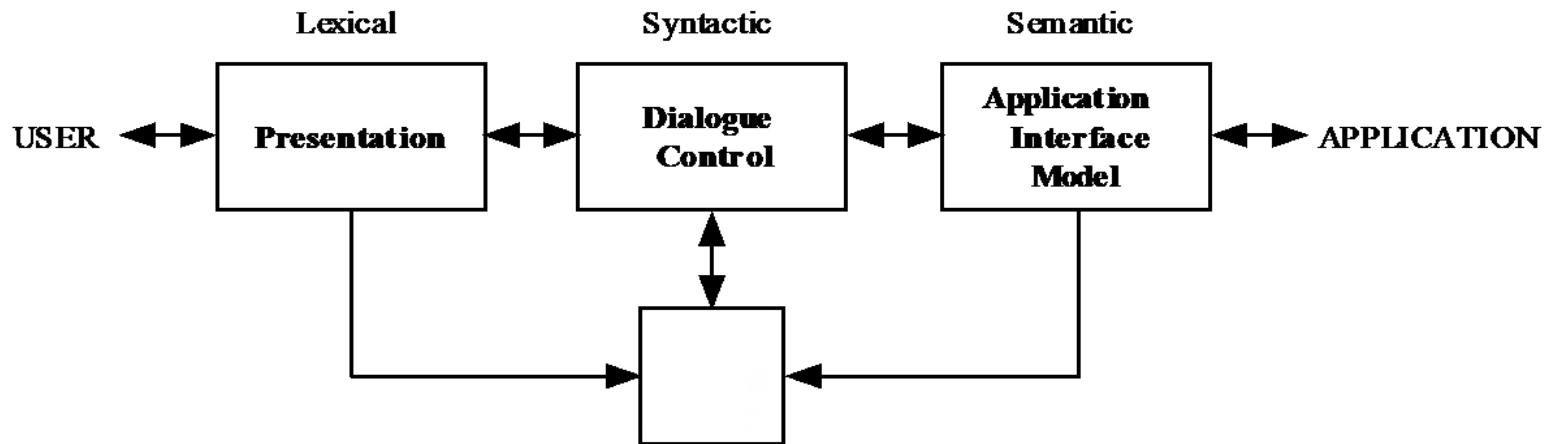 Lexical
Syntactic
Semantic
USER
Presentation
Dialogue
Control
Application
Interface
Model
APPLICATION